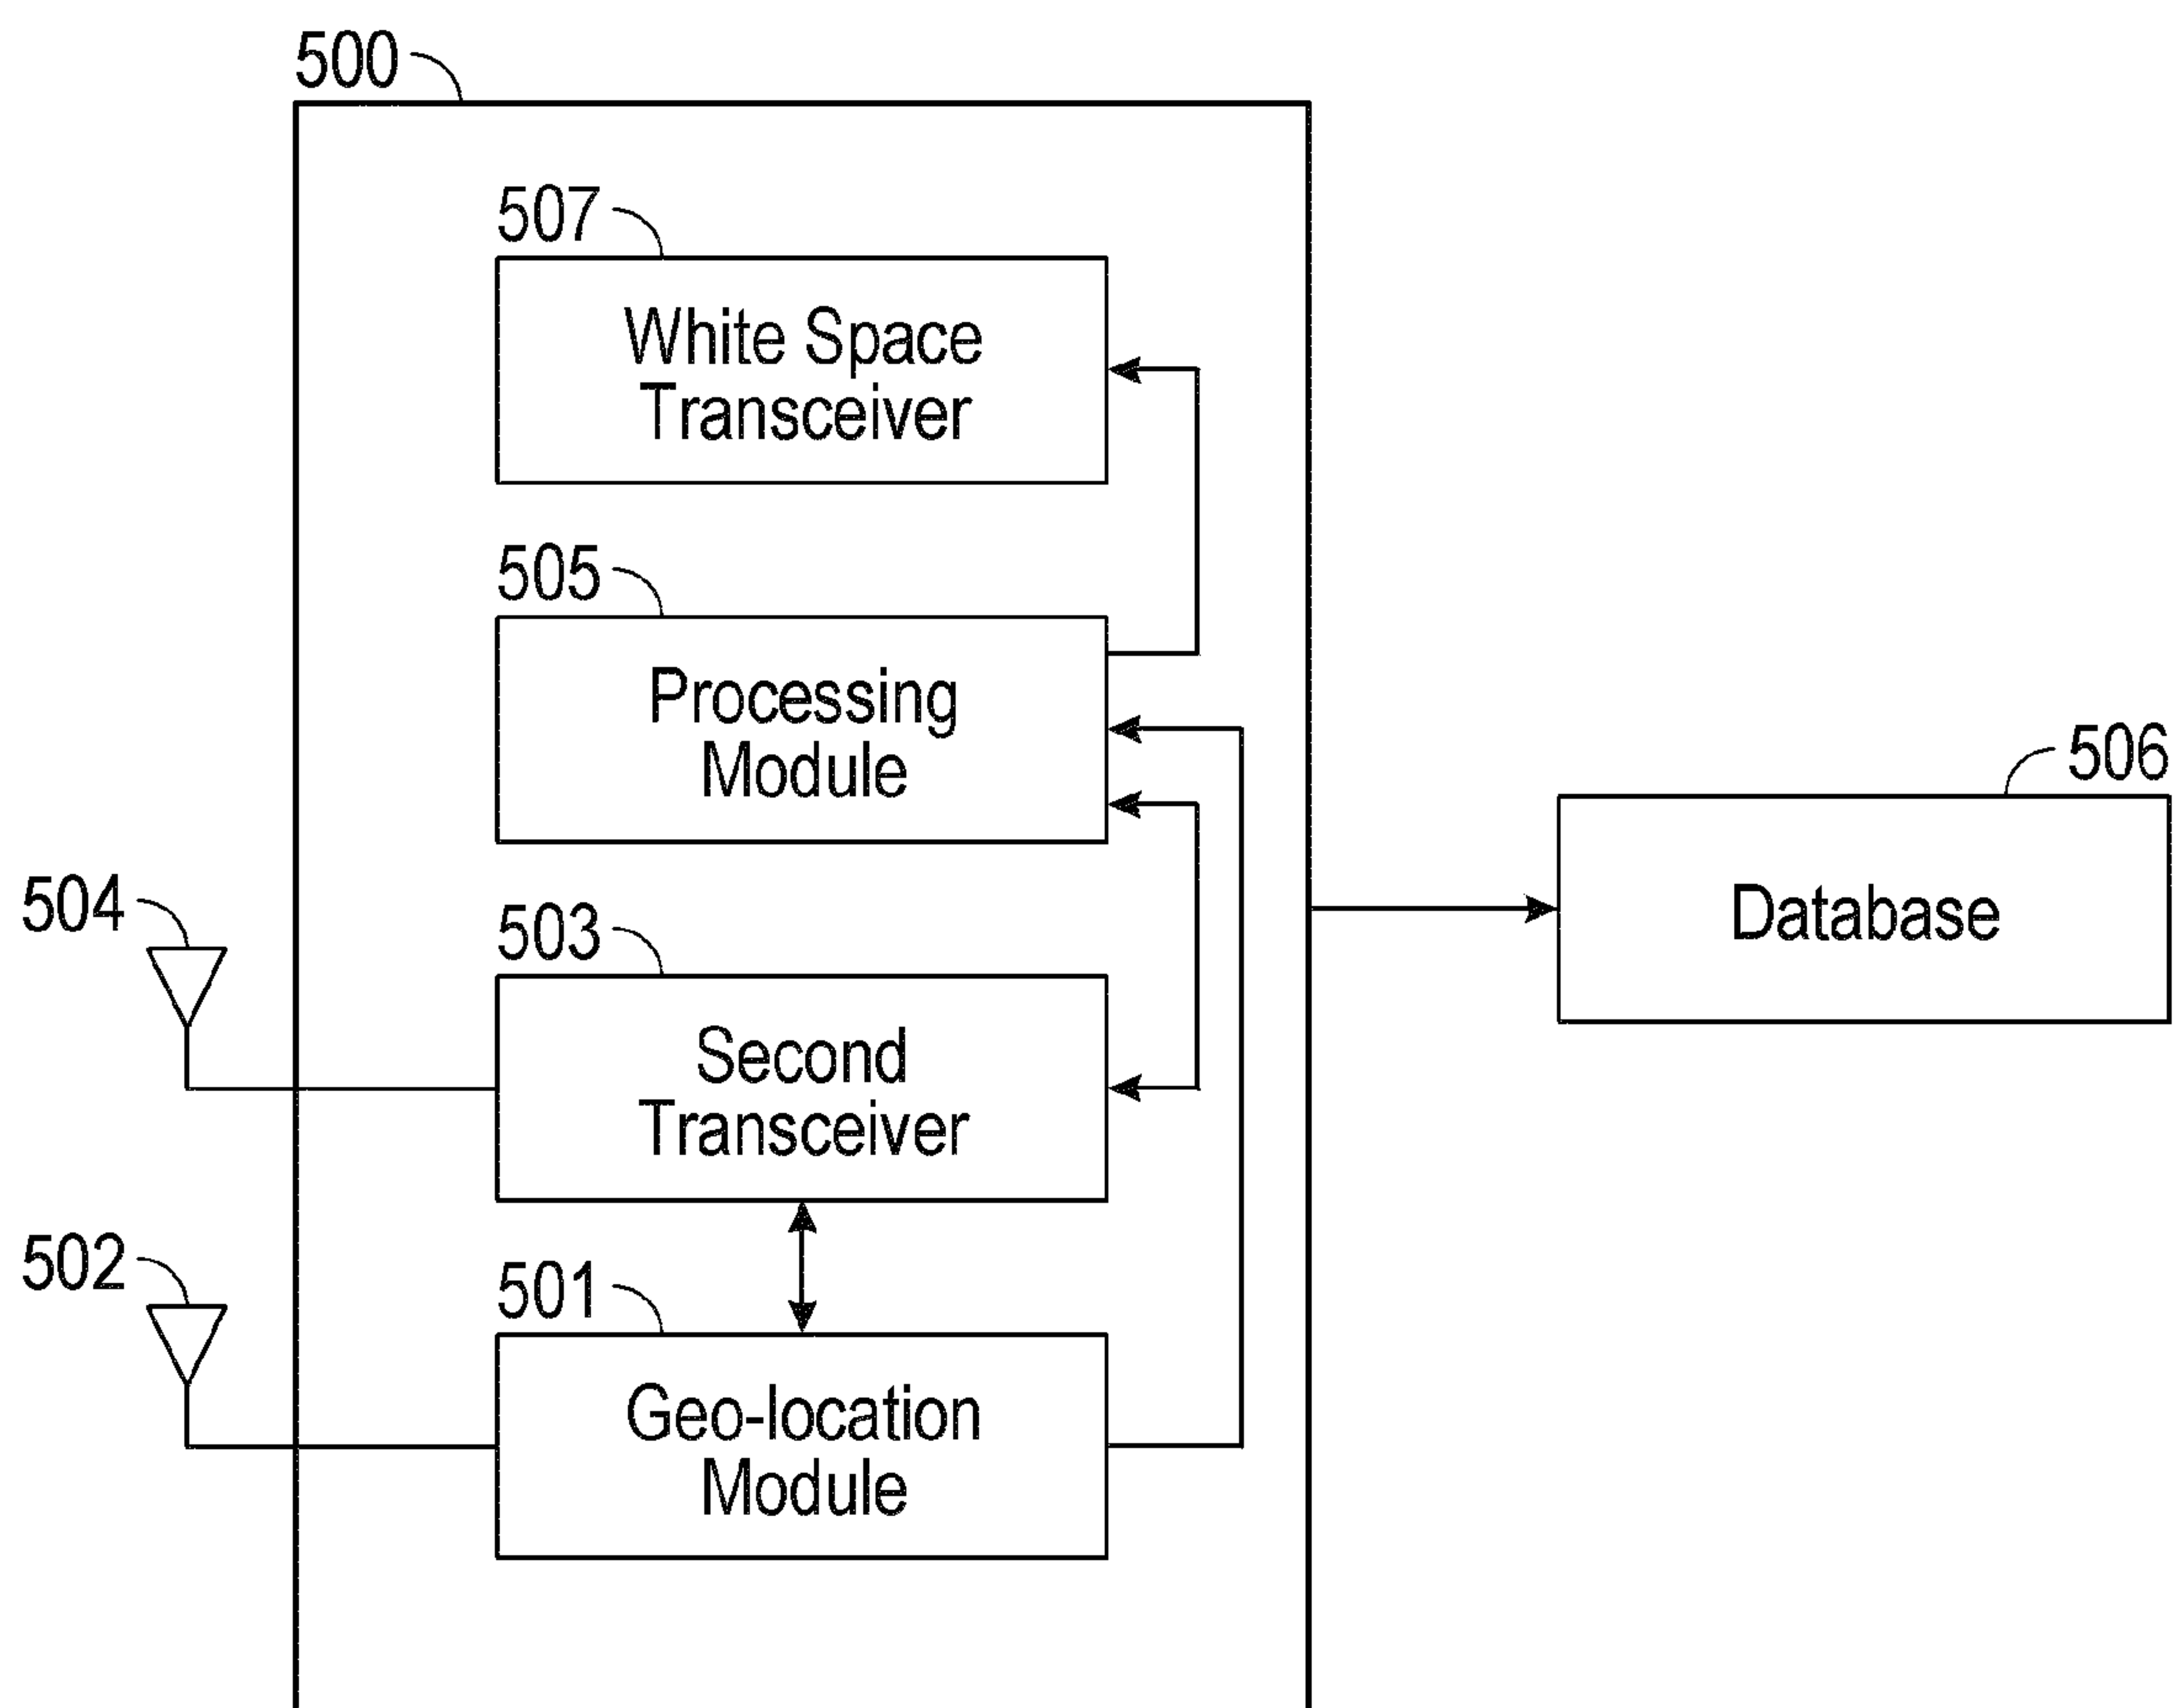 500
507
White Space
Transceiver
505
Processing
Module
506
Database
504
503
Second
Transceiver
502
501
Geo-location
Module